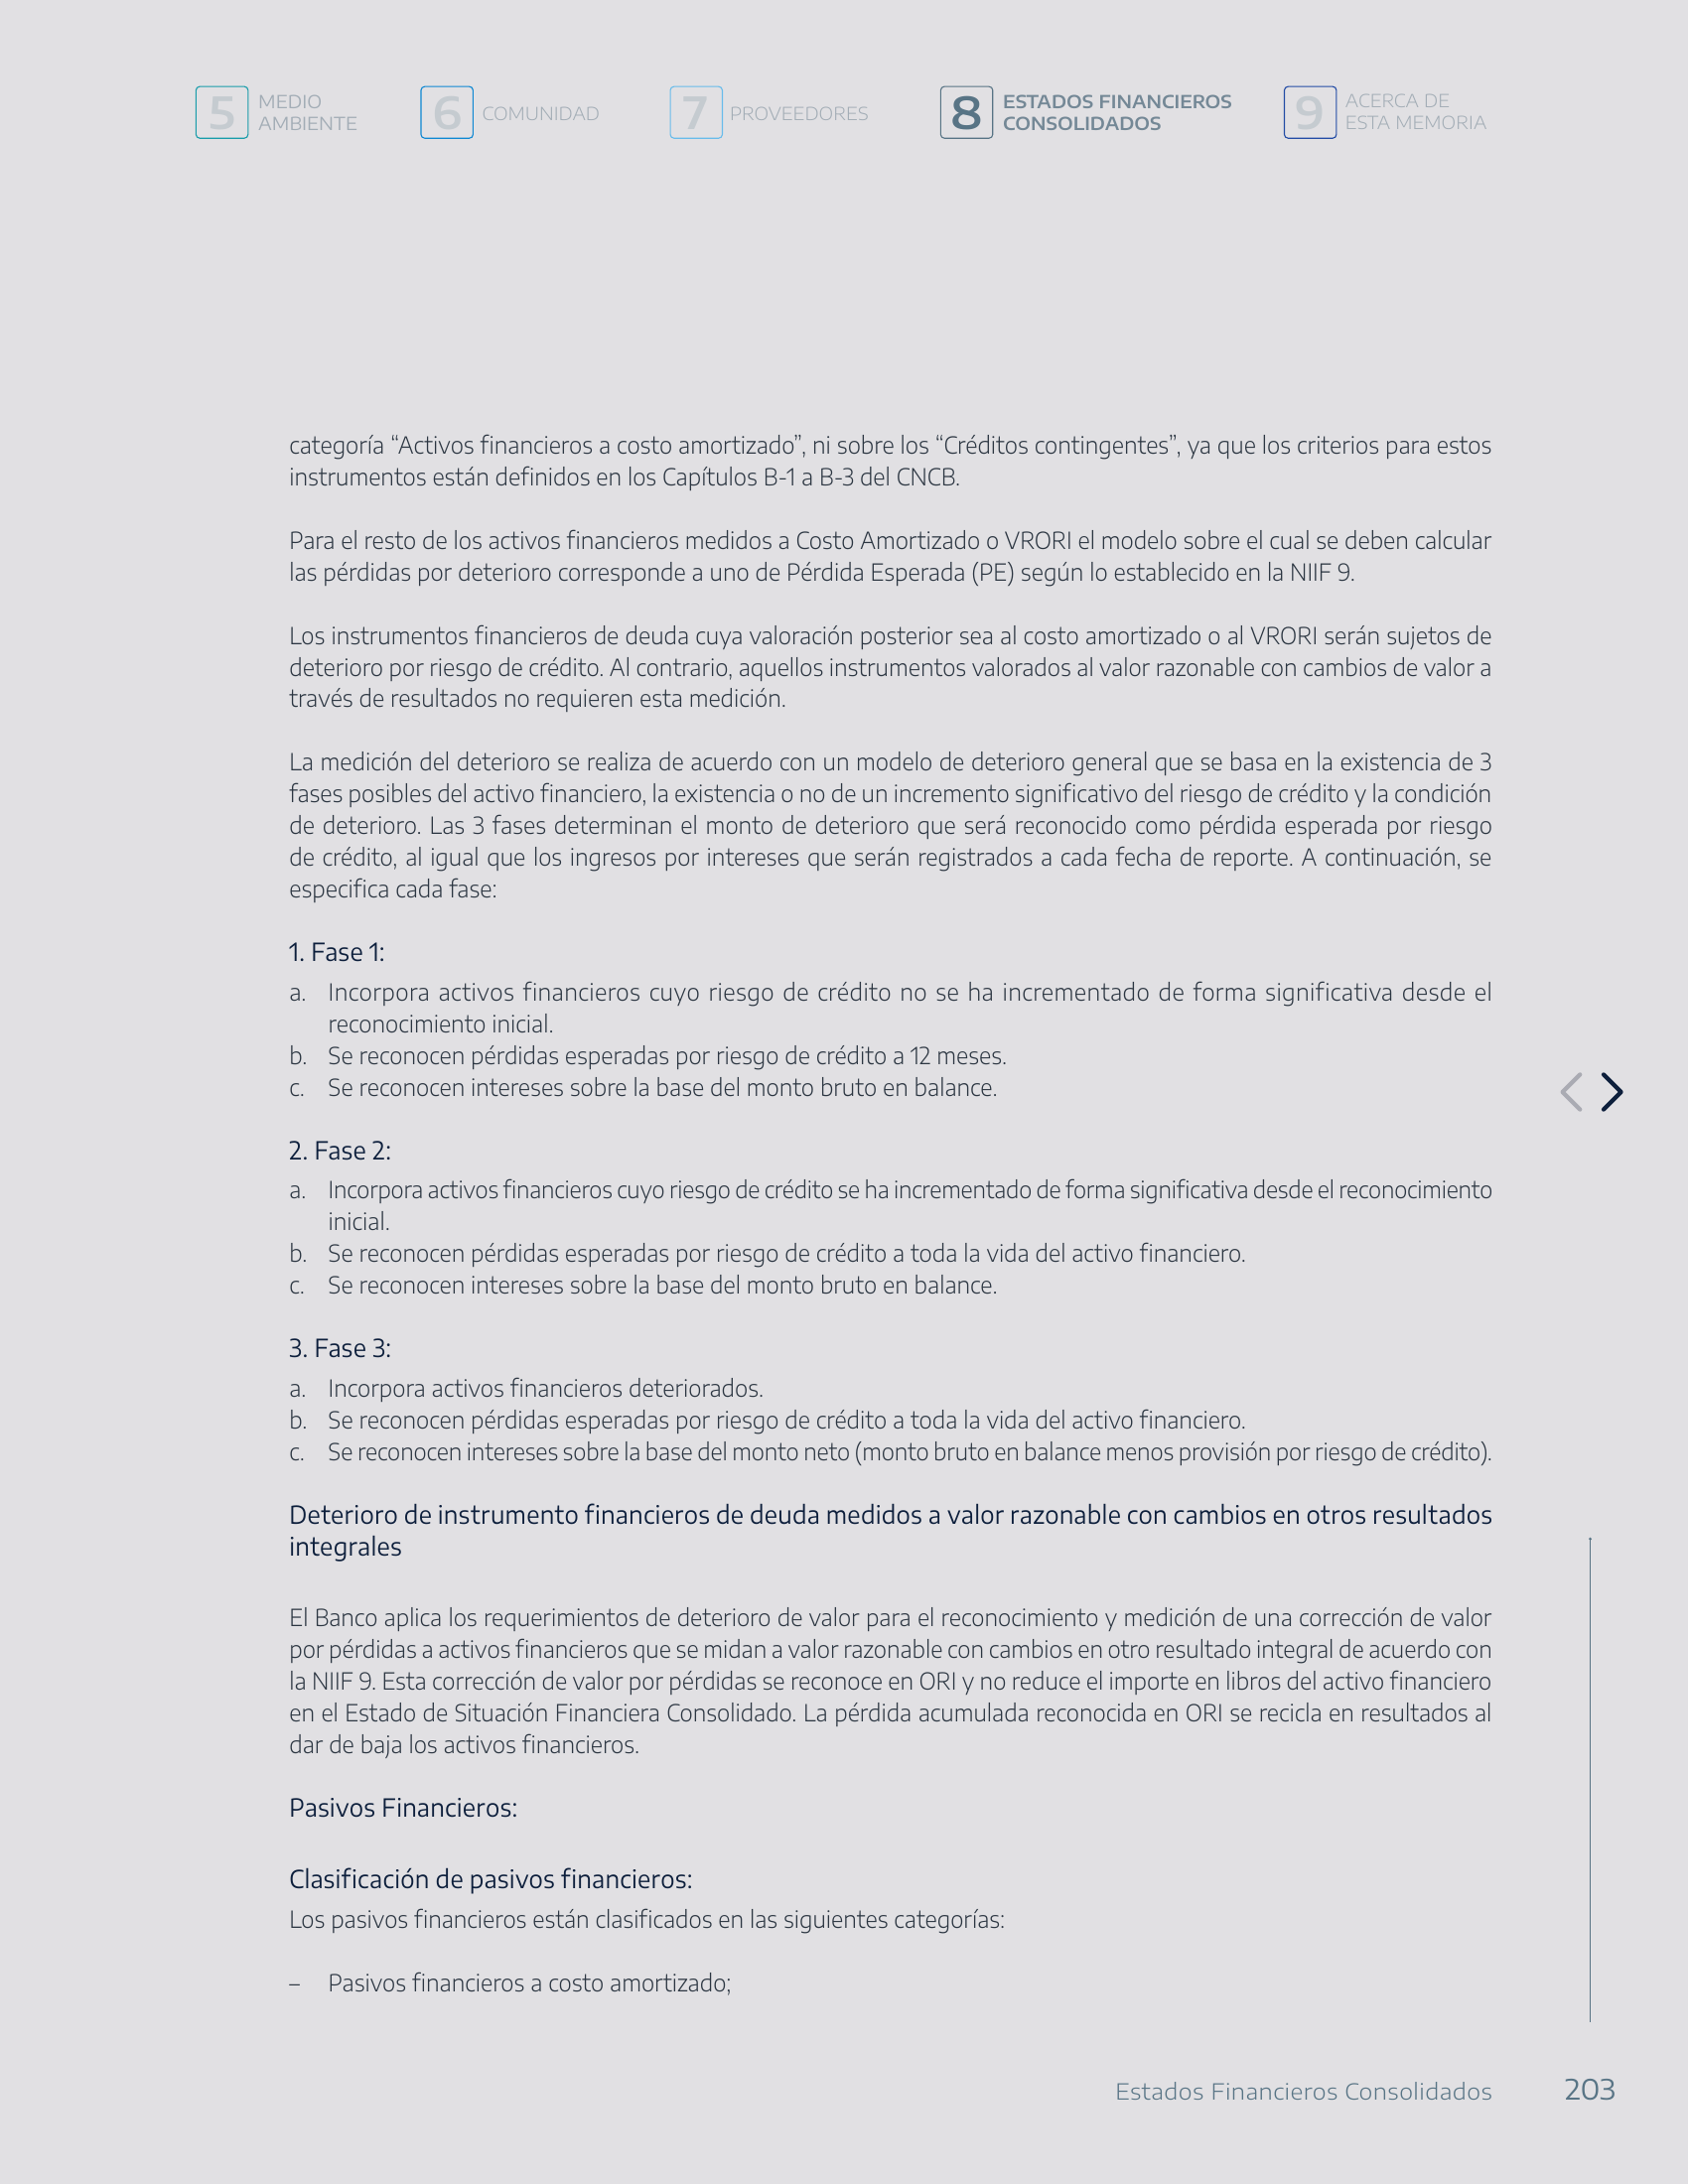 5 MEDIO
AMBIENTE
6 COMUNIDAD
7 PROVEEDORES
8 ESTADOS FINANCIEROS
CONSOLIDADOS
9 ACERCA DE
ESTA MEMORIA
categoría “Activos financieros a costo amortizado”, ni sobre los “Créditos contingentes”, ya que los criterios para estos
instrumentos están definidos en los Capítulos B-1 a B-3 del CNCB.
Para el resto de los activos financieros medidos a Costo Amortizado o VRORI el modelo sobre el cual se deben calcular
las pérdidas por deterioro corresponde a uno de Pérdida Esperada (PE) según lo establecido en la NIIF 9.
Los instrumentos financieros de deuda cuya valoración posterior sea al costo amortizado o al VRORI serán sujetos de
deterioro por riesgo de crédito. Al contrario, aquellos instrumentos valorados al valor razonable con cambios de valor a
través de resultados no requieren esta medición.
La medición del deterioro se realiza de acuerdo con un modelo de deterioro general que se basa en la existencia de 3
fases posibles del activo financiero, la existencia o no de un incremento significativo del riesgo de crédito y la condición
de deterioro. Las 3 fases determinan el monto de deterioro que será reconocido como pérdida esperada por riesgo
de crédito, al igual que los ingresos por intereses que serán registrados a cada fecha de reporte. A continuación, se
especifica cada fase:
1. Fase 1:
a. Incorpora activos financieros cuyo riesgo de crédito no se ha incrementado de forma significativa desde el
reconocimiento inicial.
b. Se reconocen pérdidas esperadas por riesgo de crédito a 12 meses.
c. Se reconocen intereses sobre la base del monto bruto en balance.
2. Fase 2:
a. Incorpora activos financieros cuyo riesgo de crédito se ha incrementado de forma significativa desde el reconocimiento
inicial.
b. Se reconocen pérdidas esperadas por riesgo de crédito a toda la vida del activo financiero.
c. Se reconocen intereses sobre la base del monto bruto en balance.
3. Fase 3:
a. Incorpora activos financieros deteriorados.
b. Se reconocen pérdidas esperadas por riesgo de crédito a toda la vida del activo financiero.
c. Se reconocen intereses sobre la base del monto neto (monto bruto en balance menos provisión por riesgo de crédito).
Deterioro de instrumento financieros de deuda medidos a valor razonable con cambios en otros resultados
integrales
El Banco aplica los requerimientos de deterioro de valor para el reconocimiento y medición de una corrección de valor
por pérdidas a activos financieros que se midan a valor razonable con cambios en otro resultado integral de acuerdo con
la NIIF 9. Esta corrección de valor por pérdidas se reconoce en ORI y no reduce el importe en libros del activo financiero
en el Estado de Situación Financiera Consolidado. La pérdida acumulada reconocida en ORI se recicla en resultados al
dar de baja los activos financieros.
Pasivos Financieros:
Clasificación de pasivos financieros:
Los pasivos financieros están clasificados en las siguientes categorías:
– Pasivos financieros a costo amortizado;
Estados Financieros Consolidados 203